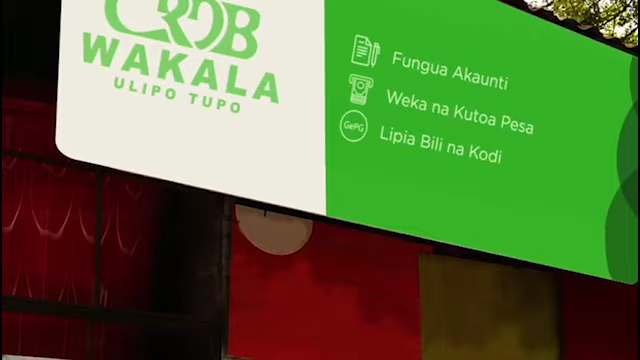 CRDB
WAKALA
ULIPO TUPO
Fungua Akaunti
Weka na Kutoa Pesa
GePG
Lipia Bili na Kodi